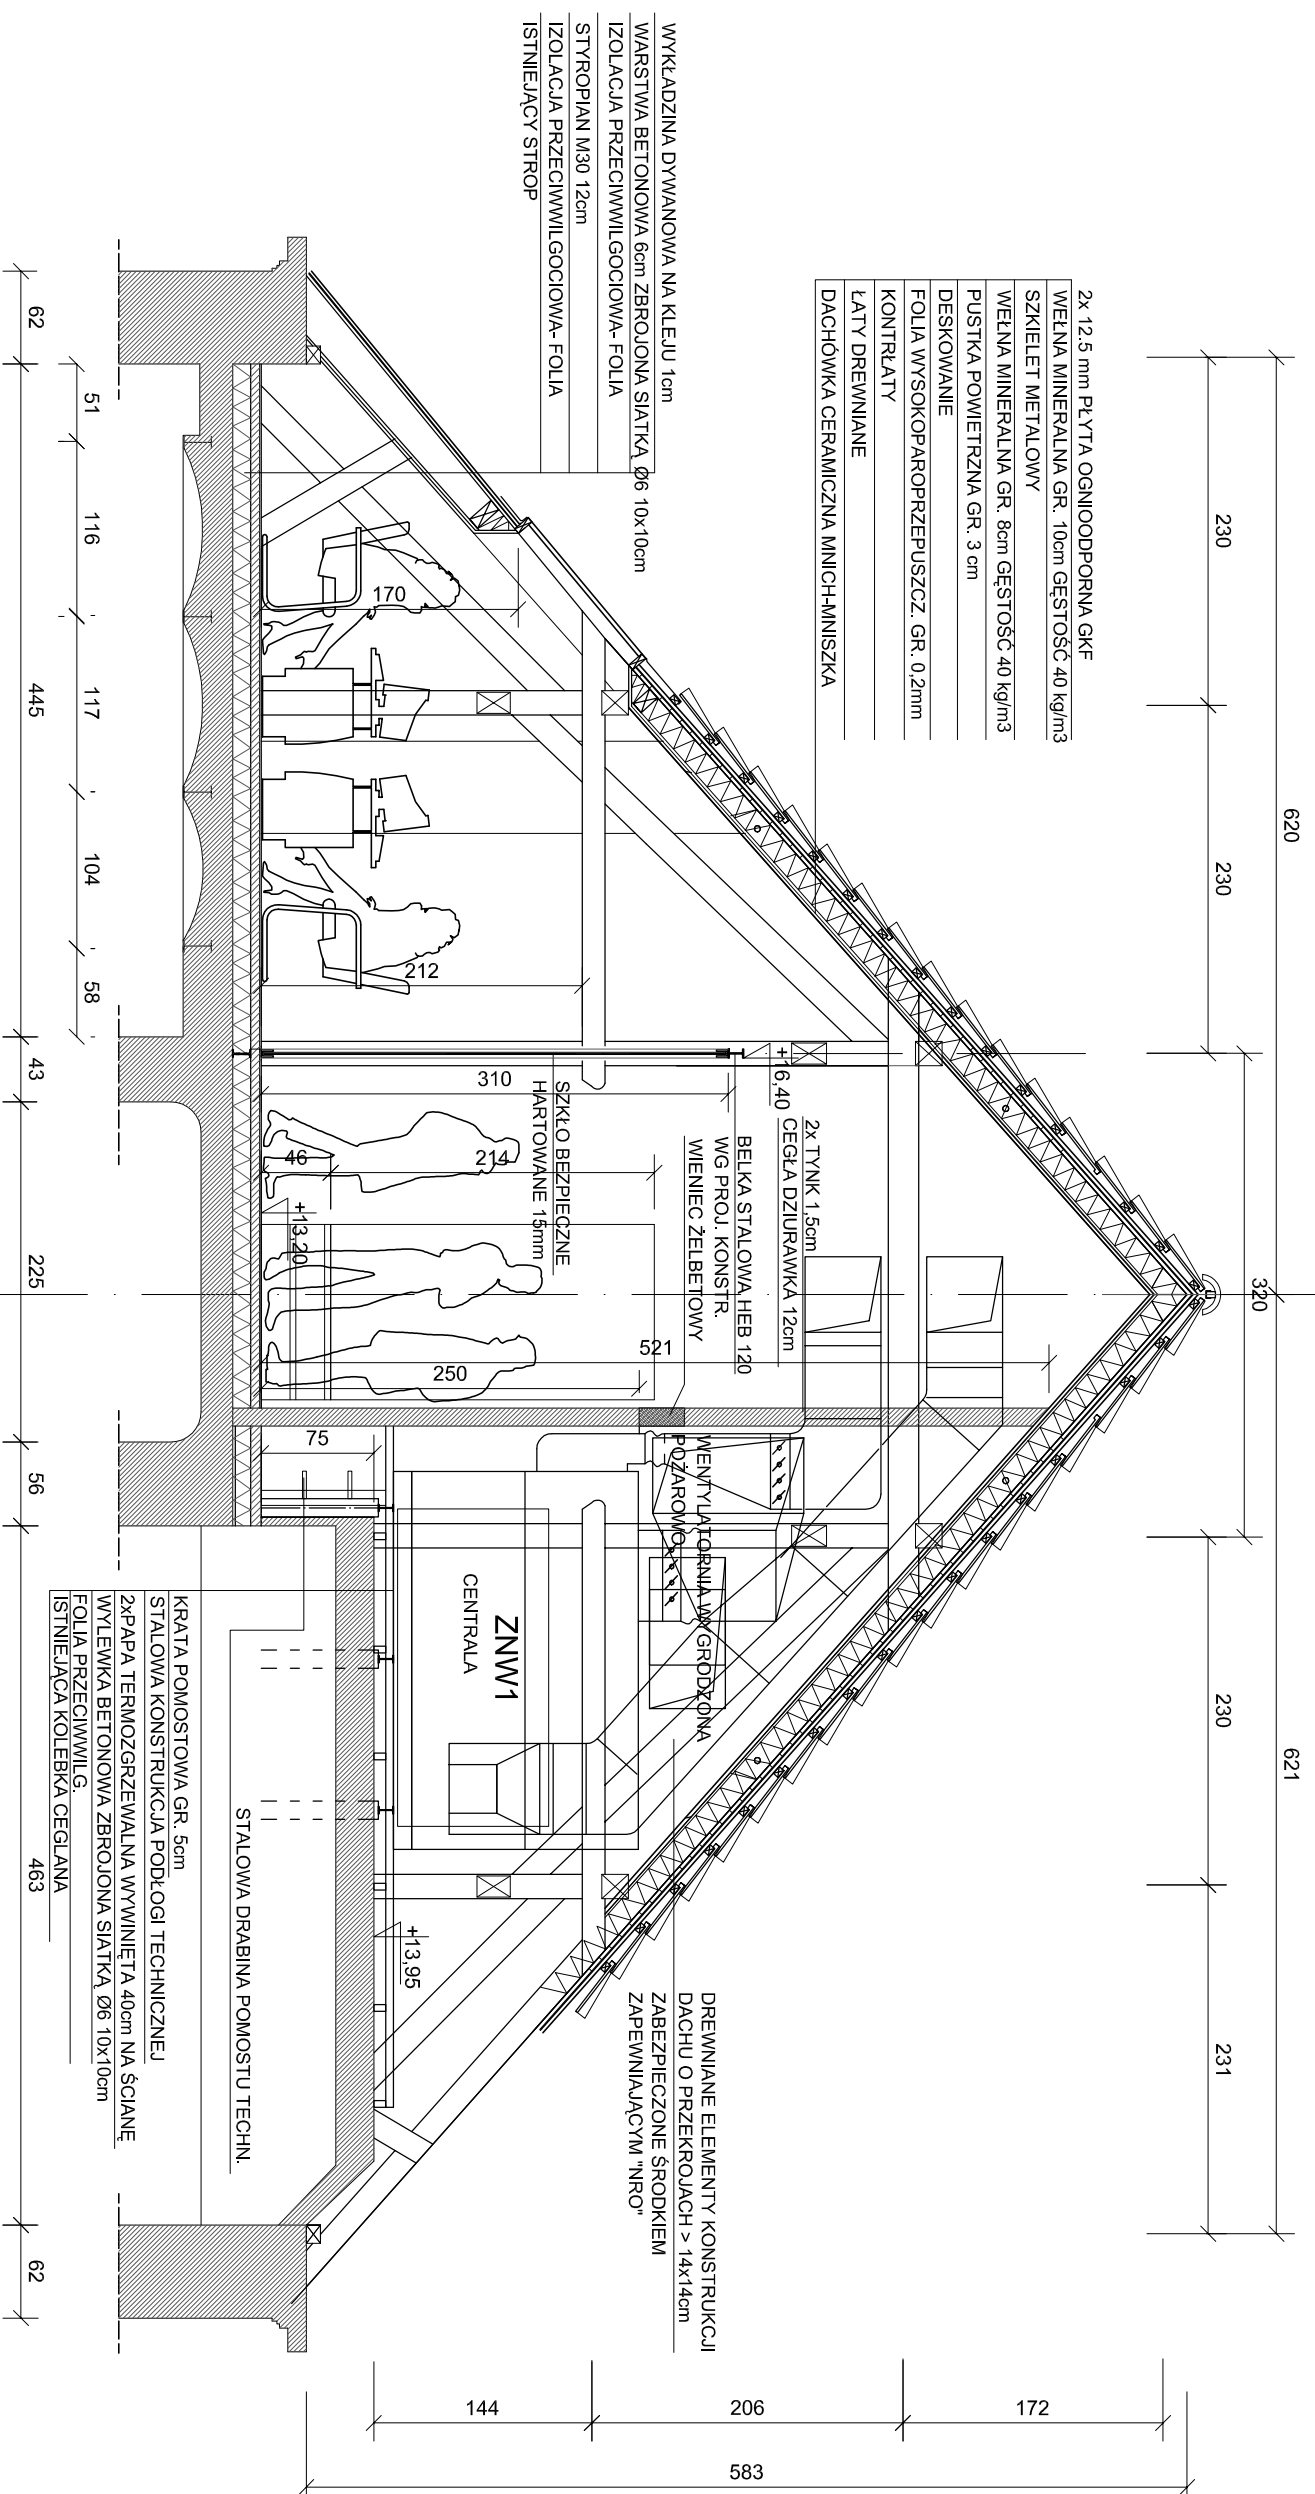 2x 12.5 mm PŁYTA OGNIOODPORNA GKF
WEŁNA MINERALNA GR. 10cm GĘSTOŚĆ 40 kg/m3
SZKIELET METALOWY
WEŁNA MINERALNA GR. 8cm GĘSTOŚĆ 40 kg/m3
PUSTKA POWIETRZNA GR. 3 cm
DESKOWANIE
FOLIA WYSOKOPAROPRZEPUSZCZ. GR. 0,2mm
KONTRŁATY
ŁATY DREWNIANE
DACHÓWKA CERAMICZNA MNICH-MNISZKA
WYKŁADZINA DYWANOWA NA KLEJU 1cm
WARSTWA BETONOWA 6cm ZBROJONA SIATKĄ Ø6 10x10cm
IZOLACJA PRZECIWWILGOCIOWA- FOLIA
STYROPIAN M30 12cm
IZOLACJA PRZECIWWILGOCIOWA- FOLIA
ISTNIEJĄCY STROP
620
621
320
230
230
230
231
2x TYNK 1,5cm
CEGŁA DZIURAWKA 12cm
+16,40
BELKA STALOWA HEB 120
WG PROJ. KONSTR.
WIENIEC ŻELBETOWY
SZKŁO BEZPIECZNE
HARTOWANE 15mm
170
212
310
46
214
+13,20
521
250
75
WENTYLATORNIA WYGRODZONA
POŻAROWO
ZNW1
CENTRALA
+13,95
DREWNIANE ELEMENTY KONSTRUKCJI
DACHU O PRZEKROJACH > 14x14cm
ZABEZPIECZONE ŚRODKIEM
ZAPEWNIAJĄCYM "NRO"
STALOWA DRABINA POMOSTU TECHN.
KRATA POMOSTOWA GR. 5cm
STALOWA KONSTRUKCJA PODŁOGI TECHNICZNEJ
2xPAPA TERMOZGRZEWALNA WYWINIĘTA 40cm NA ŚCIANĘ
WYLEWKA BETONOWA ZBROJONA SIATKĄ Ø6 10x10cm
FOLIA PRZECIWWILG.
ISTNIEJĄCA KOLEBKA CEGLANA
51
116
117
104
58
62
445
43
225
56
463
62
144
206
172
583